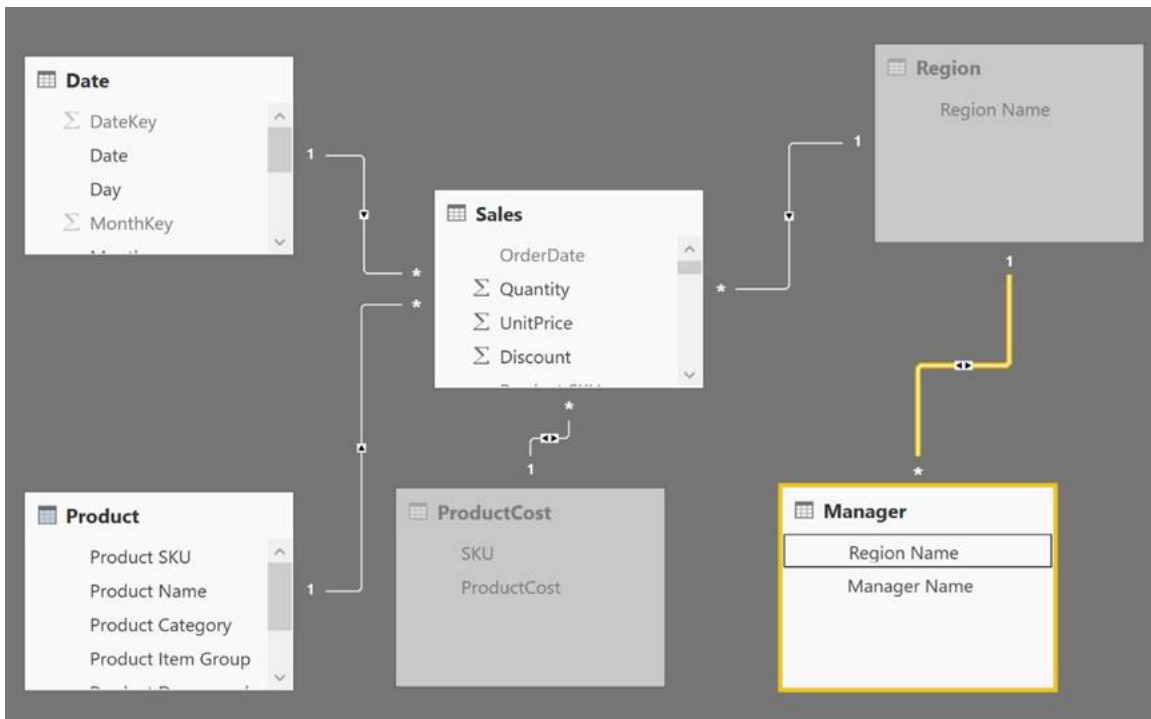 Date
DateKey
Date
Day
MonthKey
1
*
Sales
OrderDate
Quantity
UnitPrice
Discount
*
*
*
1
Region
Region Name
1
1
*
Product
Product SKU
Product Name
Product Category
Product Item Group
1
ProductCost
SKU
ProductCost
Manager
Region Name
Manager Name